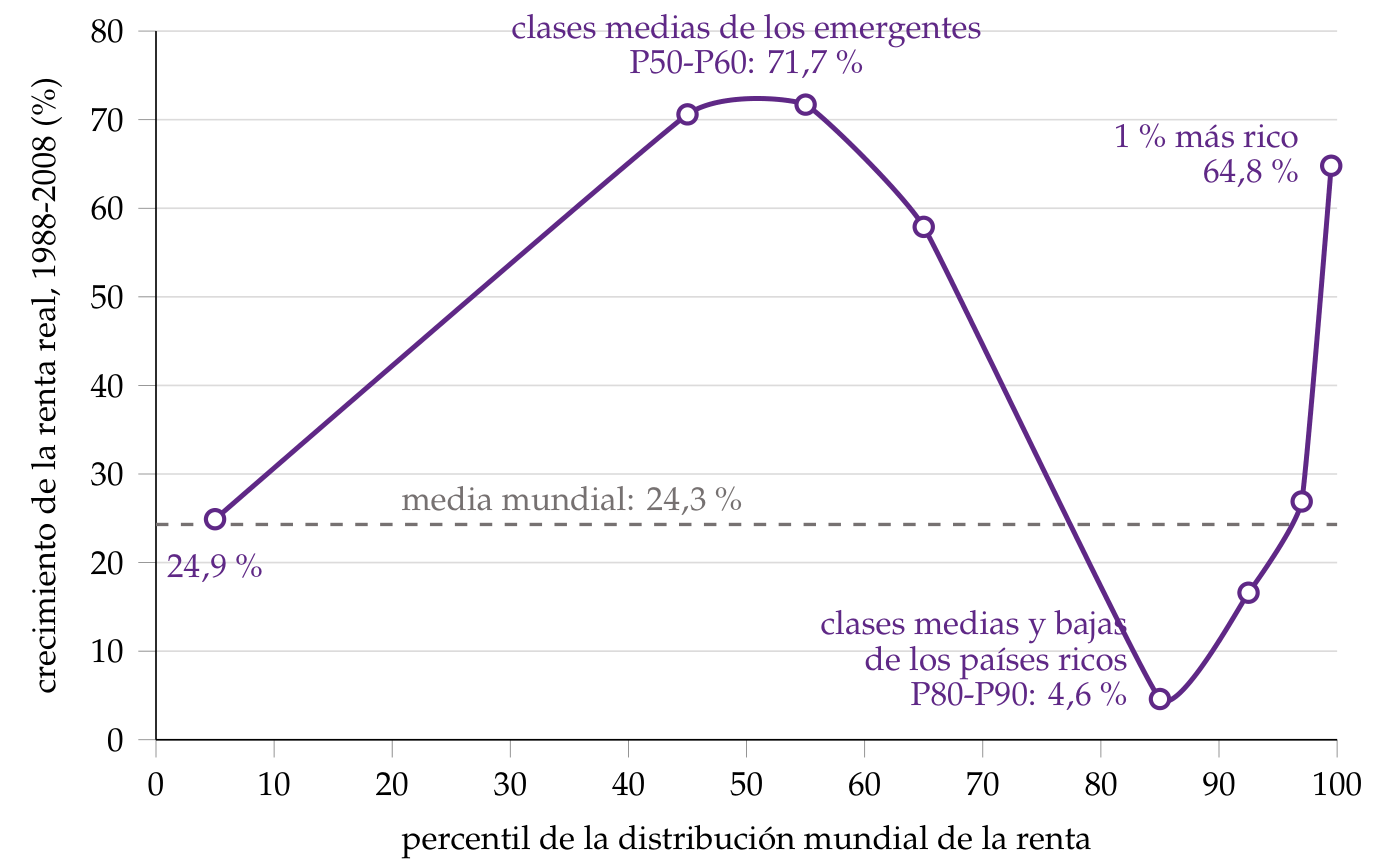 clases medias de los emergentes
P50-P60: 71,7 %
1 % más rico
64,8 %
media mundial: 24,3 %
24,9 %
clases medias y bajas
de los países ricos
P80-P90: 4,6 %
80
70
60
50
40
30
20
10
0
0 10 20 30 40 50 60 70 80 90 100
percentil de la distribución mundial de la renta
crecimiento de la renta real, 1988-2008 (%)